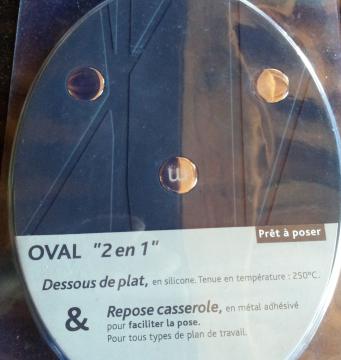 Prêt à poser
OVAL "2 en 1"
Dessous de plat, en silicone. Tenue en température : 250°C.
& Repose casserole, en métal adhésivé
pour faciliter la pose.
Pour tous types de plan de travail.